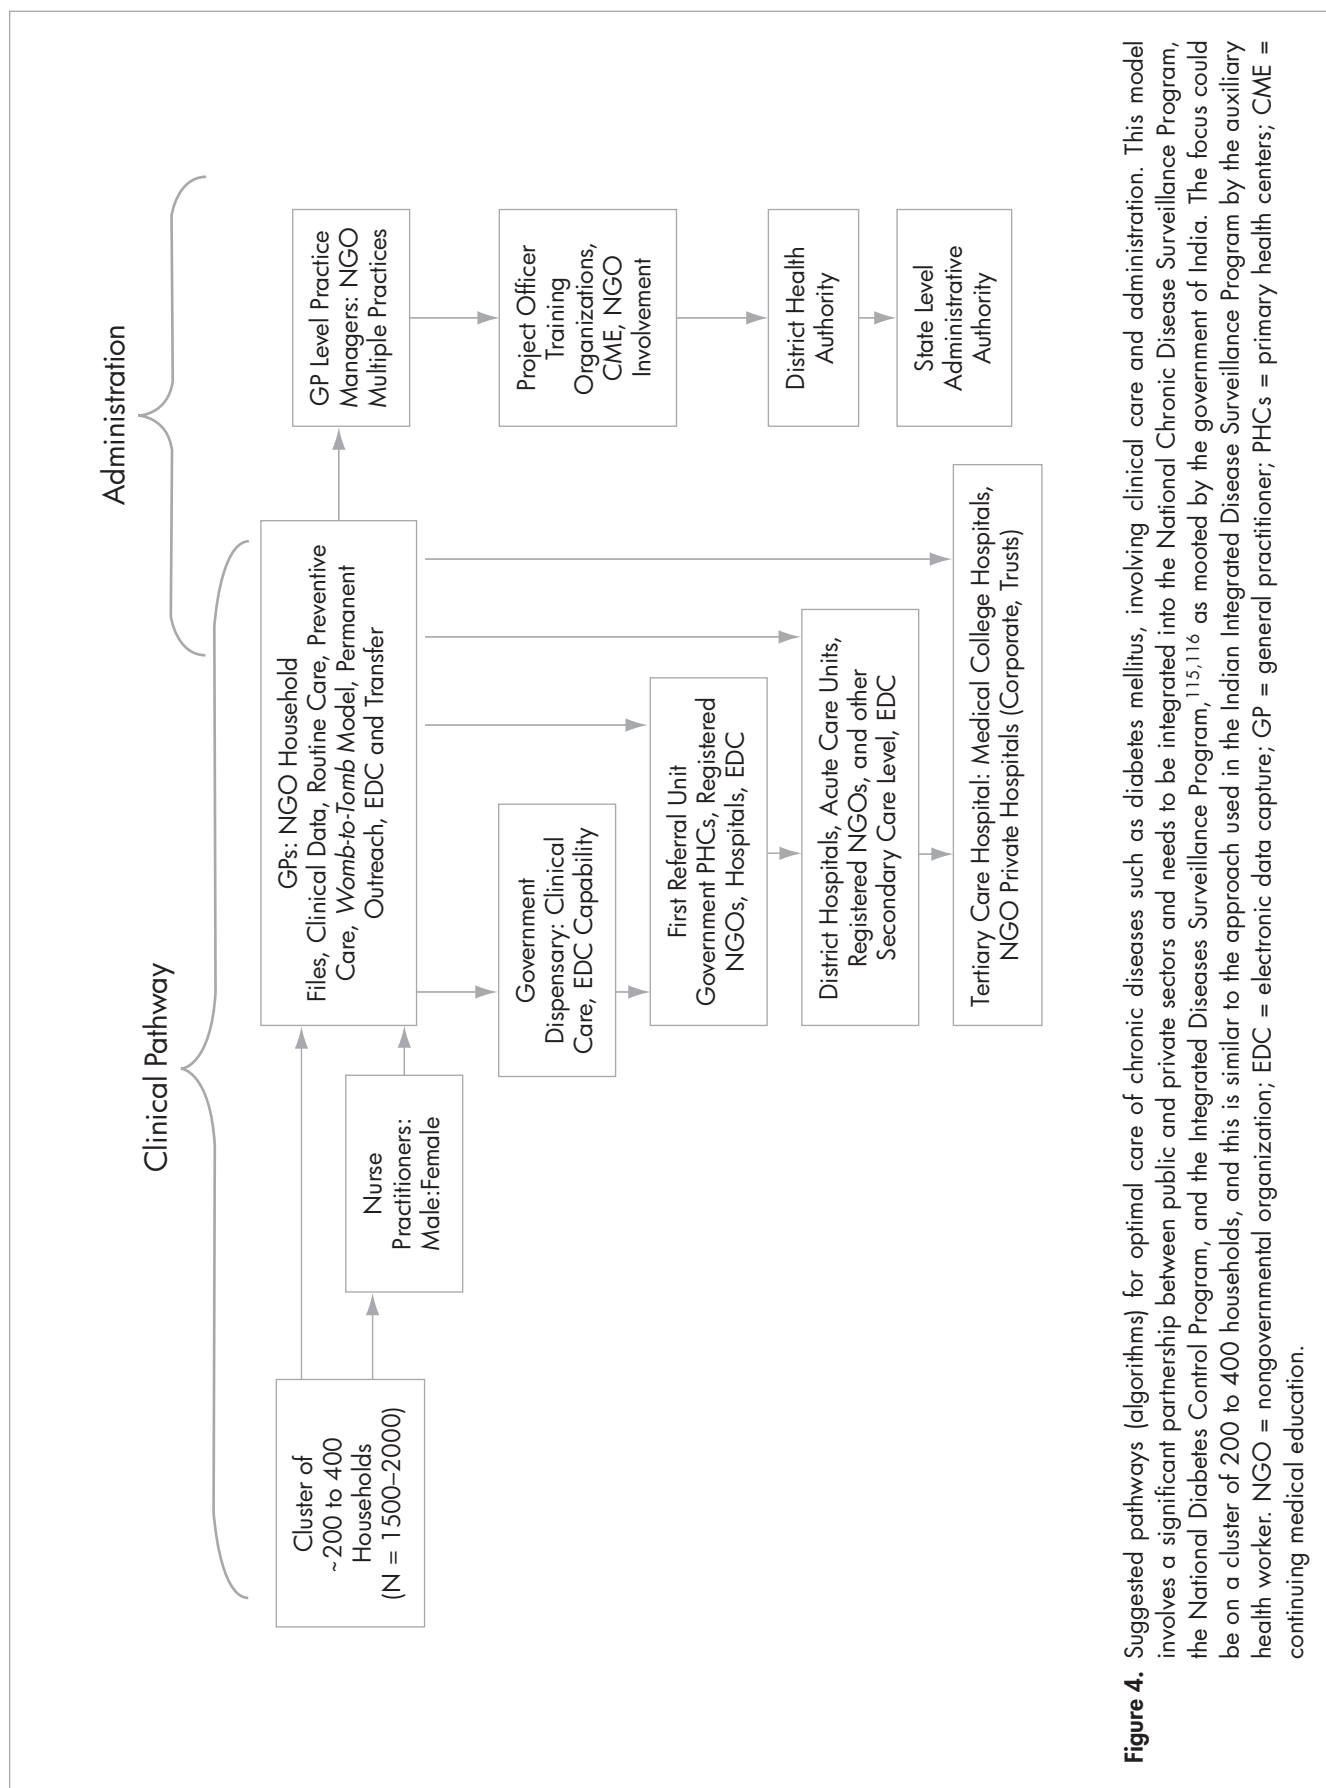 Clinical Pathway
Administration
Cluster of
~200 to 400
Households
(N = 1500–2000)
Nurse
Practitioners:
Male:Female
GPs: NGO Household
Files, Clinical Data, Routine Care, Preventive
Care, Womb-to-Tomb Model, Permanent
Outreach, EDC and Transfer
GP Level Practice
Managers: NGO
Multiple Practices
Government
Dispensary: Clinical
Care, EDC Capability
Project Officer
Training
Organizations,
CME, NGO
Involvement
First Referral Unit
Government PHCs, Registered
NGOs, Hospitals, EDC
District Health
Authority
District Hospitals, Acute Care Units,
Registered NGOs, and other
Secondary Care Level, EDC
State Level
Administrative
Authority
Tertiary Care Hospital: Medical College Hospitals,
NGO Private Hospitals (Corporate, Trusts)
Figure 4. Suggested pathways (algorithms) for optimal care of chronic diseases such as diabetes mellitus, involving clinical care and administration. This model
involves a significant partnership between public and private sectors and needs to be integrated into the National Chronic Disease Surveillance Program,
the National Diabetes Control Program, and the Integrated Diseases Surveillance Program,115,116 as mooted by the government of India. The focus could
be on a cluster of 200 to 400 households, and this is similar to the approach used in the Indian Integrated Disease Surveillance Program by the auxiliary
health worker. NGO = nongovernmental organization; EDC = electronic data capture; GP = general practitioner; PHCs = primary health centers; CME =
continuing medical education.